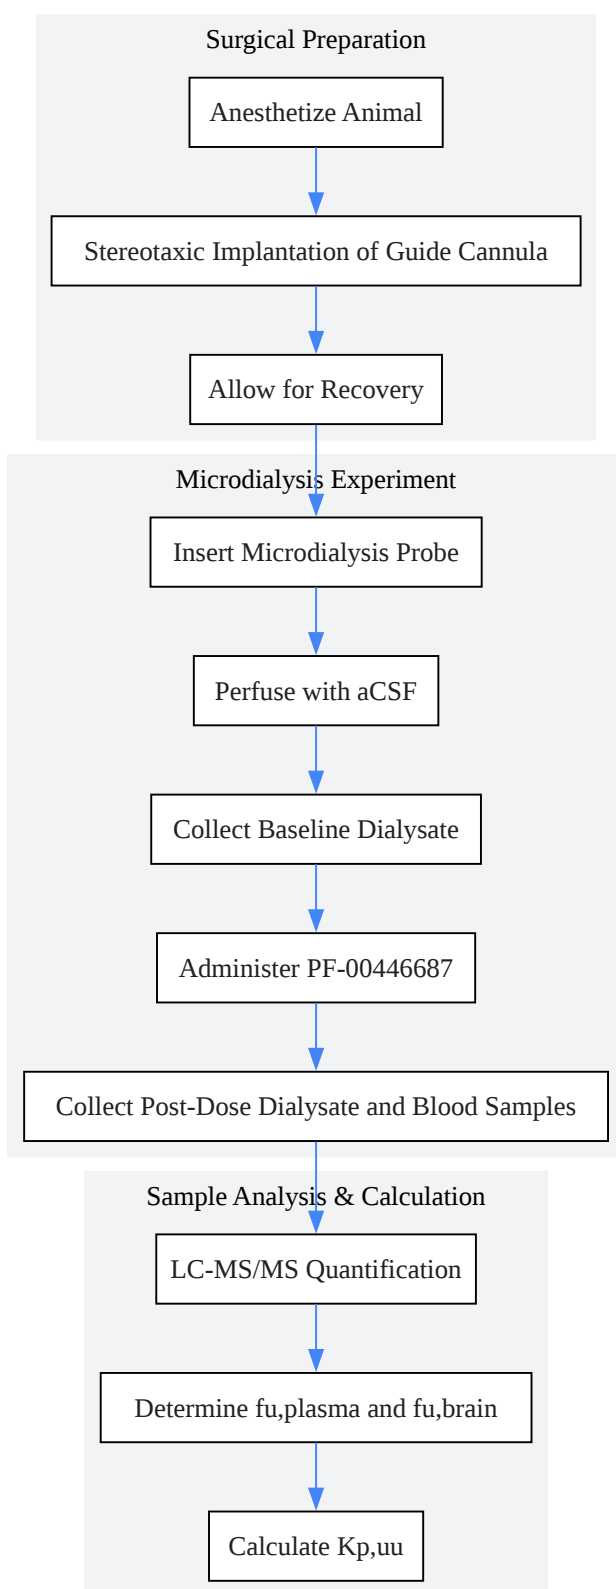 Surgical Preparation
Anesthetize Animal
Stereotaxic Implantation of Guide Cannula
Allow for Recovery
Microdialysis Experiment
Insert Microdialysis Probe
Perfuse with aCSF
Collect Baseline Dialysate
Administer PF-00446687
Collect Post-Dose Dialysate and Blood Samples
Sample Analysis & Calculation
LC-MS/MS Quantification
Determine fu,plasma and fu,brain
Calculate Kp,uu